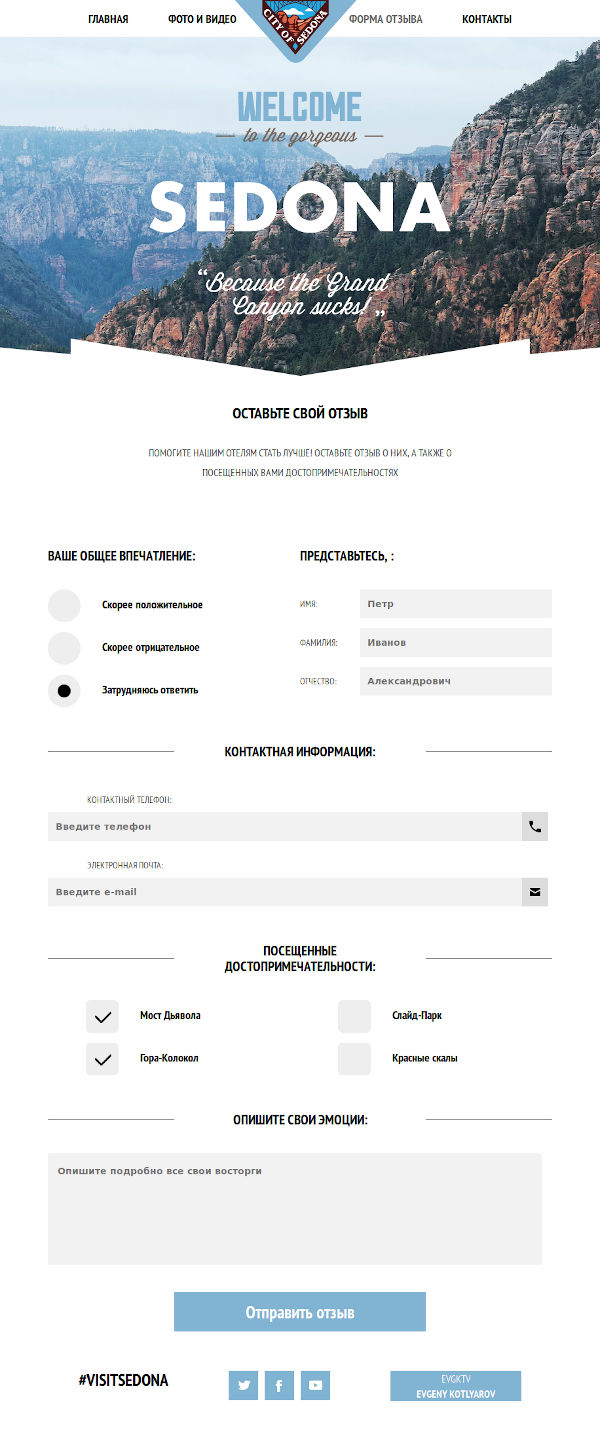 ГЛАВНАЯ
ФОТО И ВИДЕО
CITY OF SEDONA
ФОРМА ОТЗЫВА
КОНТАКТЫ
WELCOME
to the gorgeous
SEDONA
“Because the Grand
Canyon sucks! „
ОСТАВЬТЕ СВОЙ ОТЗЫВ
ПОМОГИТЕ НАШИМ ОТЕЛЯМ СТАТЬ ЛУЧШЕ! ОСТАВЬТЕ ОТЗЫВ О НИХ, А ТАКЖЕ О
ПОСЕЩЕННЫХ ВАМИ ДОСТОПРИМЕЧАТЕЛЬНОСТЯХ
ВАШЕ ОБЩЕЕ ВПЕЧАТЛЕНИЕ:
Скорее положительное
Скорее отрицательное
Затрудняюсь ответить
ПРЕДСТАВЬТЕСЬ, :
ИМЯ:
Петр
ФАМИЛИЯ:
Иванов
ОТЧЕСТВО:
Александрович
КОНТАКТНАЯ ИНФОРМАЦИЯ:
КОНТАКТНЫЙ ТЕЛЕФОН:
Введите телефон
ЭЛЕКТРОННАЯ ПОЧТА:
Введите e-mail
ПОСЕЩЕННЫЕ
ДОСТОПРИМЕЧАТЕЛЬНОСТИ:
Мост Дьявола
Слайд-Парк
Гора-Колокол
Красные скалы
ОПИШИТЕ СВОИ ЭМОЦИИ:
Опишите подробно все свои восторги
Отправить отзыв
#VISITSEDONA
EVGKTV
EVGENY KOTLYAROV